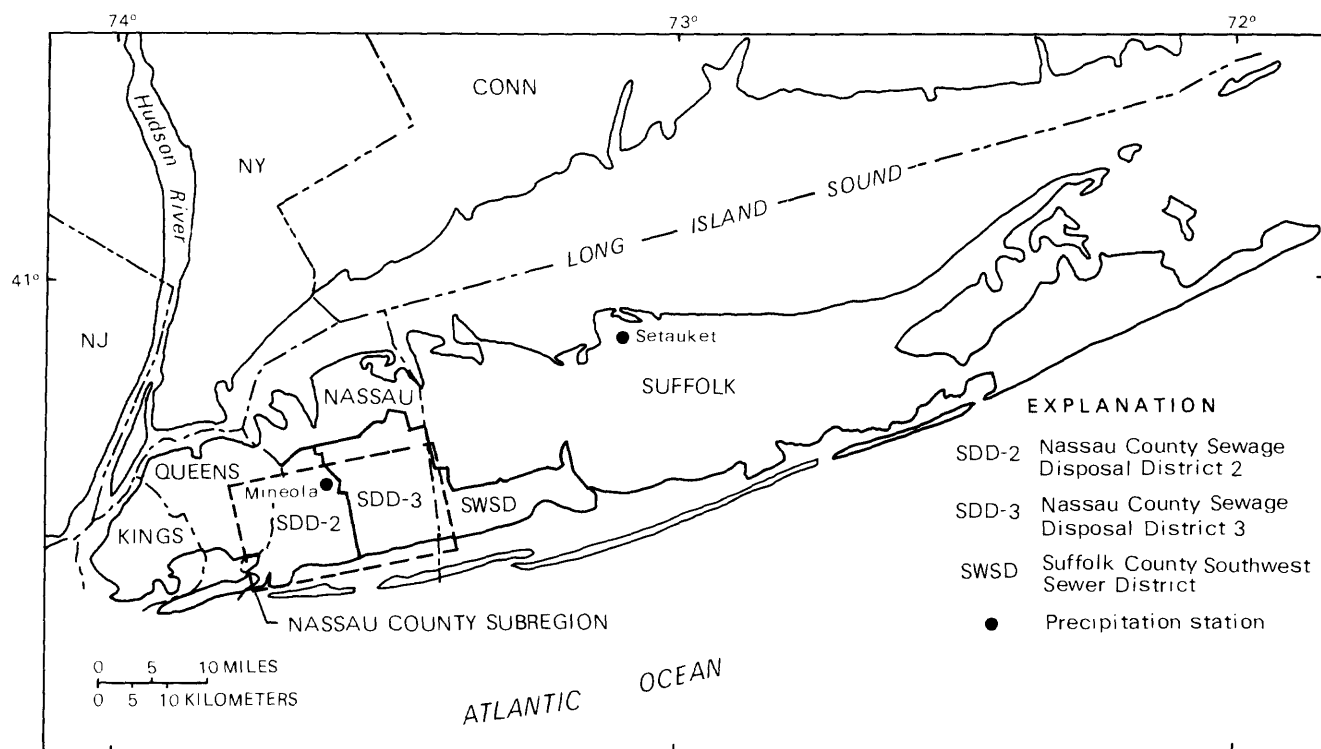 74°
73°
72°
CONN
Hudson River
NY
LONG ISLAND SOUND
41°
NJ
Setauket
SUFFOLK
NASSAU
EXPLANATION
SDD-2 Nassau County Sewage
Disposal District 2
SDD-3 Nassau County Sewage
Disposal District 3
SWSD Suffolk County Southwest
Sewer District
Precipitation station
QUEENS
Mineola
SDD-2
SDD-3
SWSD
KINGS
NASSAU COUNTY SUBREGION
0 5 10 MILES
0 5 10 KILOMETERS
ATLANTIC OCEAN